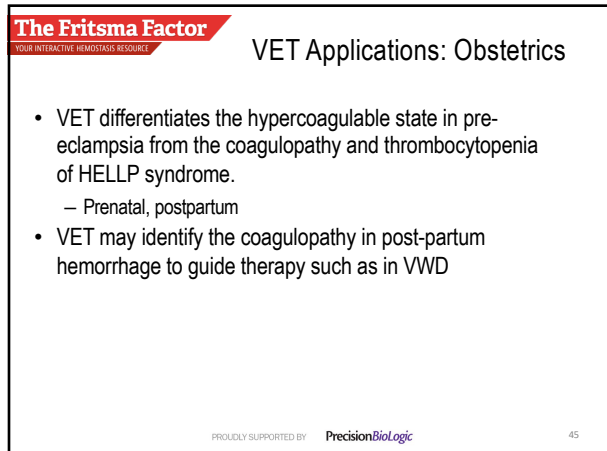 The Fritsma Factor
YOUR INTERACTIVE HEMOSTASIS RESOURCE
VET Applications: Obstetrics
• VET differentiates the hypercoagulable state in pre-
eclampsia from the coagulopathy and thrombocytopenia
of HELLP syndrome.
– Prenatal, postpartum
• VET may identify the coagulopathy in post-partum
hemorrhage to guide therapy such as in VWD
PROUDLY SUPPORTED BY PrecisionBioLogic
45